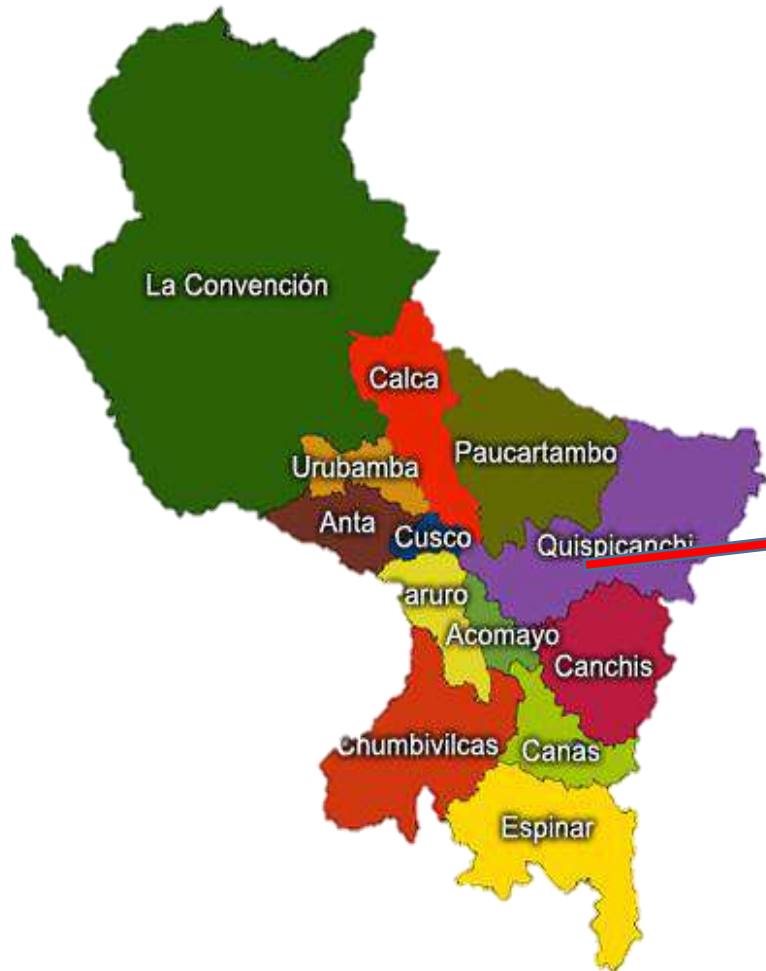 La Convención
Calca
Paucartambo
Urubamba
Anta
Cusco
Quispicanchi
aruro
Acomayo
Canchis
Chumbivilcas
Canas
Espinar